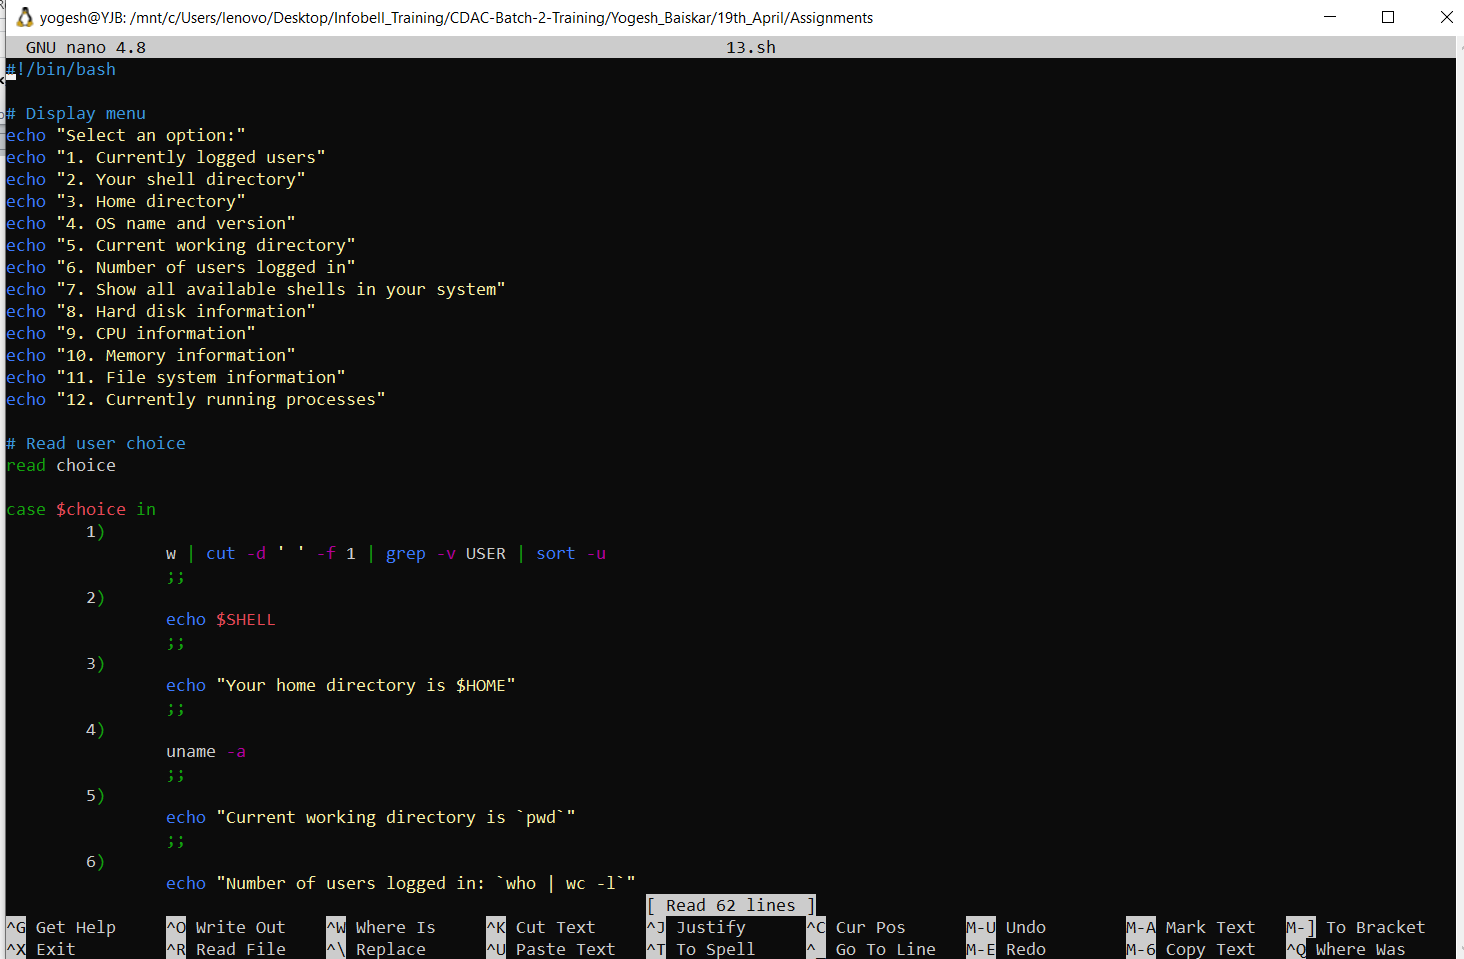 yogesh@YJB: /mnt/c/Users/lenovo/Desktop/Infobell_Training/CDAC-Batch-2-Training/Yogesh_Baiskar/19th_April/Assignments
GNU nano 4.8 13.sh
#!/bin/bash
# Display menu
echo "Select an option:"
echo "1. Currently logged users"
echo "2. Your shell directory"
echo "3. Home directory"
echo "4. OS name and version"
echo "5. Current working directory"
echo "6. Number of users logged in"
echo "7. Show all available shells in your system"
echo "8. Hard disk information"
echo "9. CPU information"
echo "10. Memory information"
echo "11. File system information"
echo "12. Currently running processes"
# Read user choice
read choice
case $choice in
1)
w | cut -d ' ' -f 1 | grep -v USER | sort -u
;;
2)
echo $SHELL
;;
3)
echo "Your home directory is $HOME"
;;
4)
uname -a
;;
5)
echo "Current working directory is `pwd`"
;;
6)
echo "Number of users logged in: `who | wc -l`"
[ Read 62 lines ]
^G Get Help ^O Write Out ^W Where Is ^K Cut Text ^J Justify ^C Cur Pos M-U Undo M-A Mark Text M-] To Bracket
^X Exit ^R Read File ^\ Replace ^U Paste Text ^T To Spell ^_ Go To Line M-E Redo M-6 Copy Text ^Q Where Was